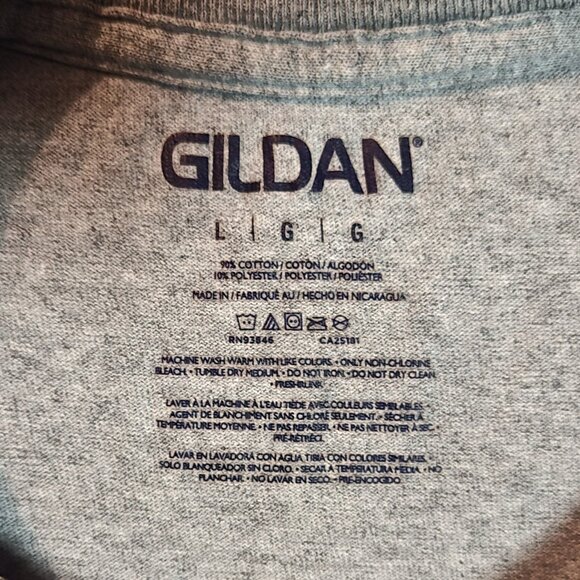 GILDAN®
L | G | G
90% COTTON / COTON / ALGODÓN
10% POLYESTER / POLYESTER / POLIÉSTER
MADE IN / FABRIQUÉ AU / HECHO EN NICARAGUA
RN93846 CA25181
MACHINE WASH WARM WITH LIKE COLORS. • ONLY NON-CHLORINE
BLEACH. • TUMBLE DRY MEDIUM. • DO NOT IRON. • DO NOT DRY CLEAN.
• PRESHRUNK
LAVER À LA MACHINE À L'EAU TIÈDE AVEC COULEURS SEMBLABLES.
AGENT DE BLANCHIMENT SANS CHLORE SEULEMENT. • SÉCHER À
TEMPÉRATURE MOYENNE. • NE PAS REPASSER. • NE PAS NETTOYER À SEC. •
PRÉ-RÉTRÉCI
LAVAR EN LAVADORA CON AGUA TIBIA CON COLORES SIMILARES.
SOLO BLANQUEADOR SIN CLORO. • SECAR A TEMPERATURA MEDIA. • NO
PLANCHAR. • NO LAVAR EN SECO. • PRE-ENCOGIDO